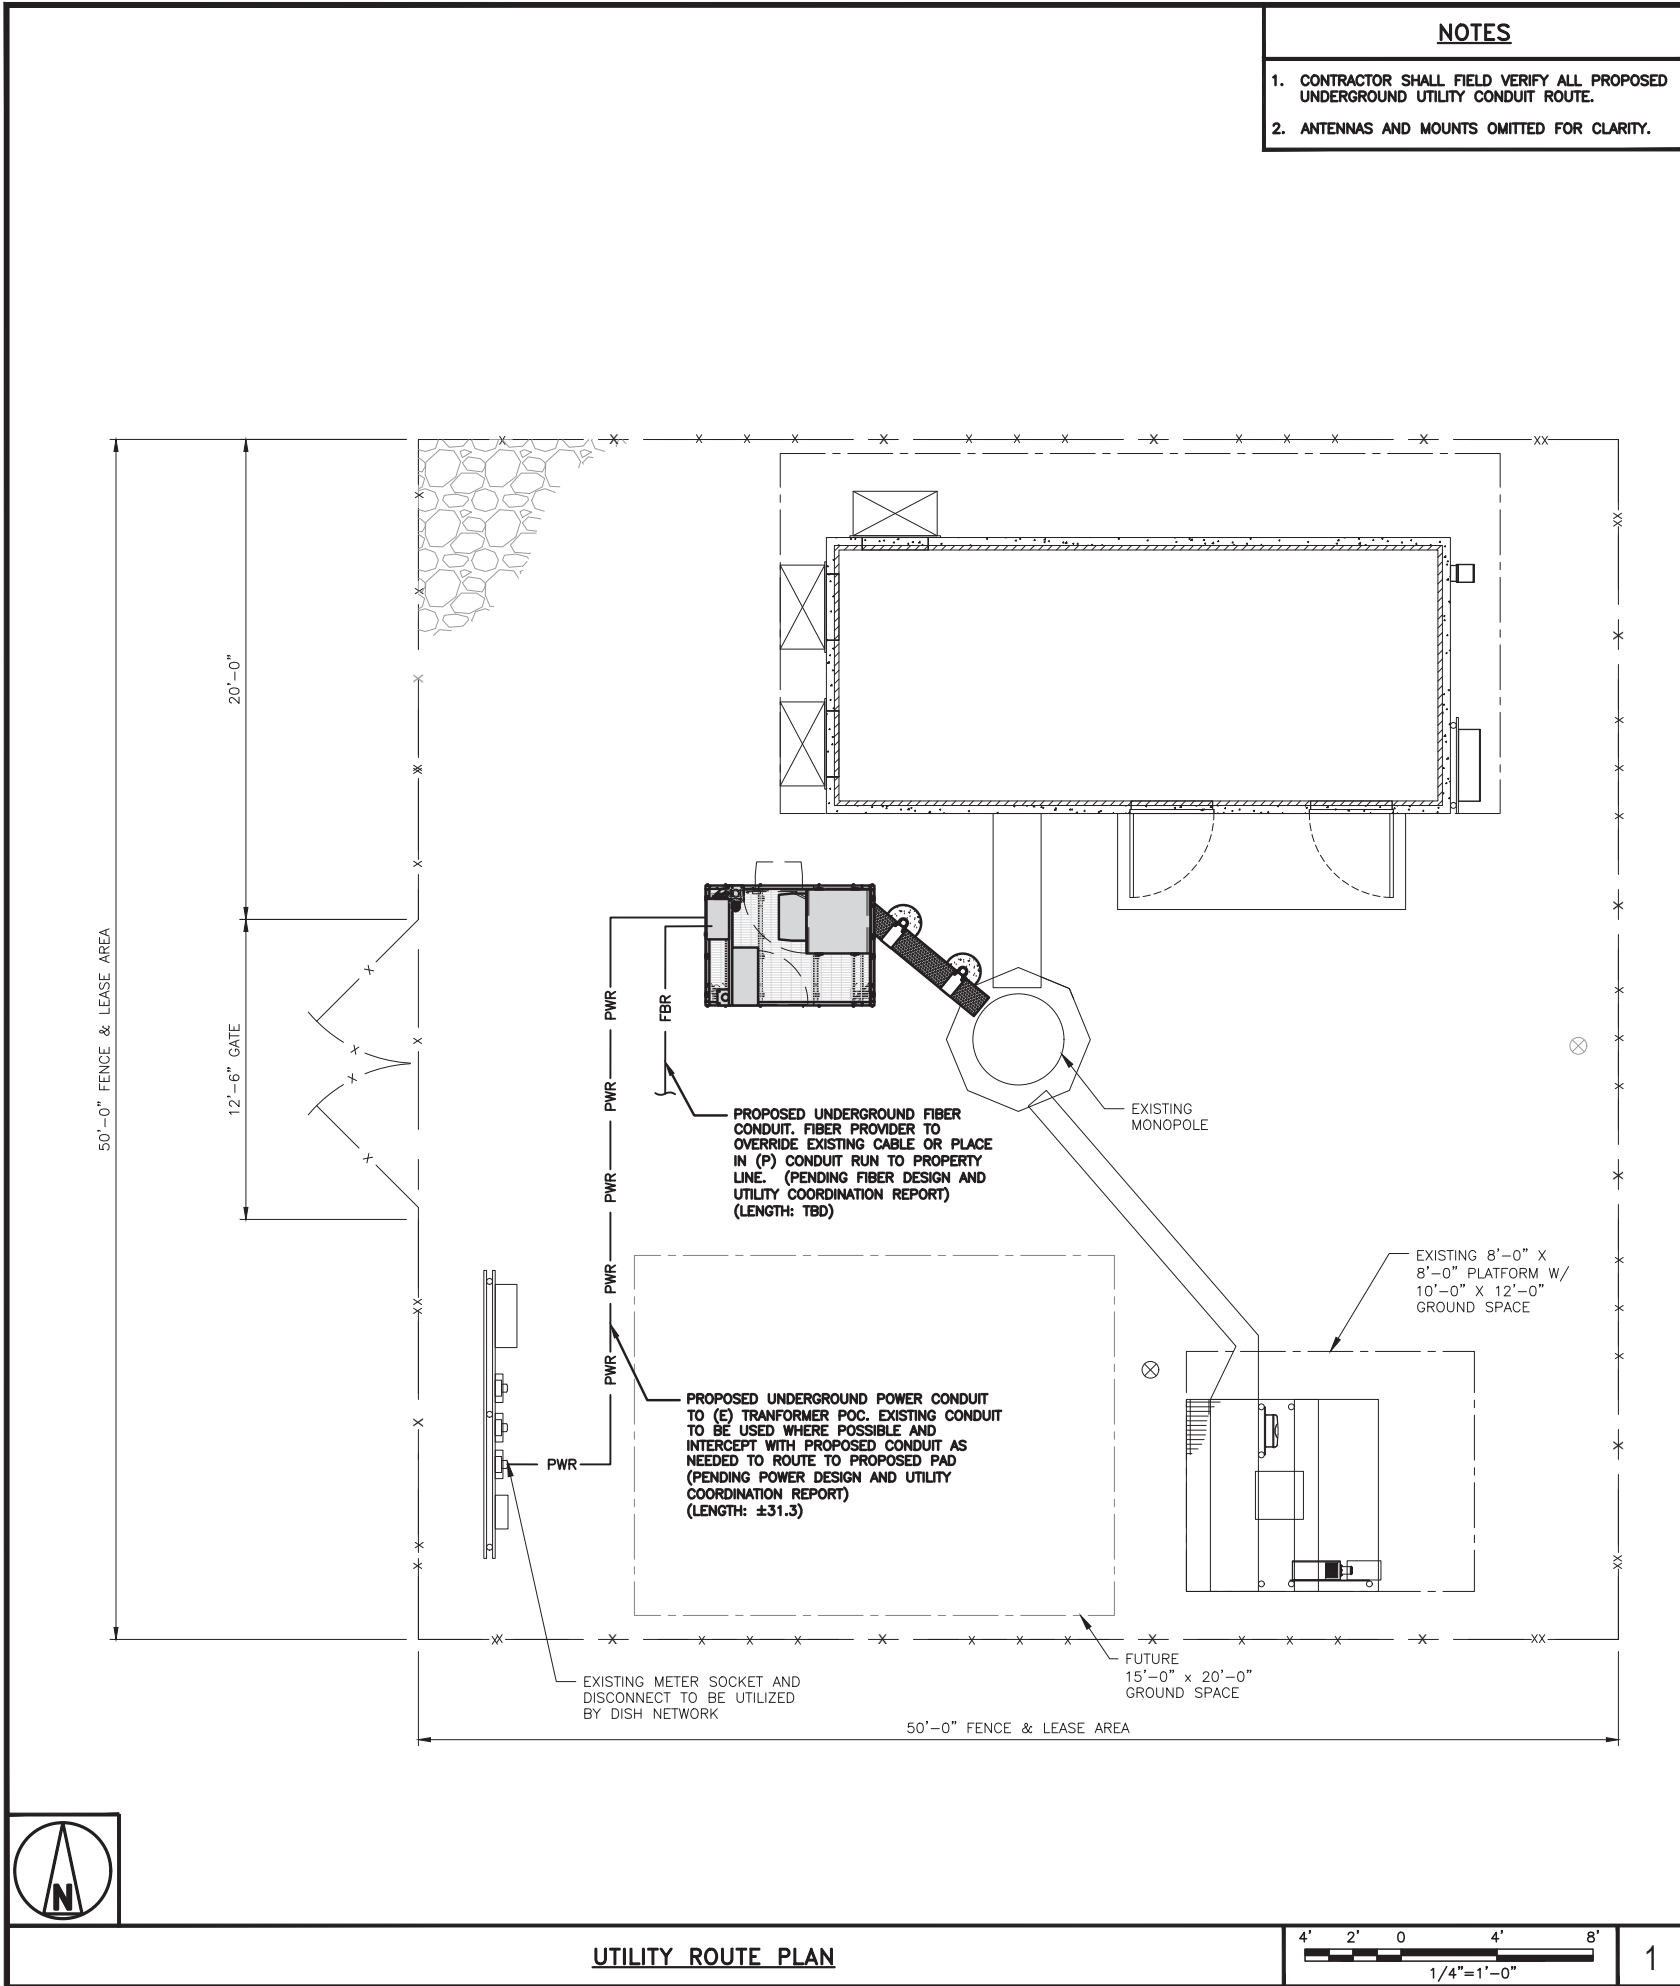 NOTES
1. CONTRACTOR SHALL FIELD VERIFY ALL PROPOSED
UNDERGROUND UTILITY CONDUIT ROUTE.
2. ANTENNAS AND MOUNTS OMITTED FOR CLARITY.
50'-0" FENCE & LEASE AREA
20'-0"
12'-6" GATE
PWR
PWR
PWR
PWR
PWR
PWR
FBR
PROPOSED UNDERGROUND FIBER
CONDUIT. FIBER PROVIDER TO
OVERRIDE EXISTING CABLE OR PLACE
IN (P) CONDUIT RUN TO PROPERTY
LINE. (PENDING FIBER DESIGN AND
UTILITY COORDINATION REPORT)
(LENGTH: TBD)
EXISTING
MONOPOLE
EXISTING 8'-0" X
8'-0" PLATFORM W/
10'-0" X 12'-0"
GROUND SPACE
PROPOSED UNDERGROUND POWER CONDUIT
TO (E) TRANFORMER POC. EXISTING CONDUIT
TO BE USED WHERE POSSIBLE AND
INTERCEPT WITH PROPOSED CONDUIT AS
NEEDED TO ROUTE TO PROPOSED PAD
(PENDING POWER DESIGN AND UTILITY
COORDINATION REPORT)
(LENGTH: ±31.3)
EXISTING METER SOCKET AND
DISCONNECT TO BE UTILIZED
BY DISH NETWORK
FUTURE
15'-0" x 20'-0"
GROUND SPACE
50'-0" FENCE & LEASE AREA
N
UTILITY ROUTE PLAN
4' 2' 0 4' 8'
1/4"=1'-0"
1